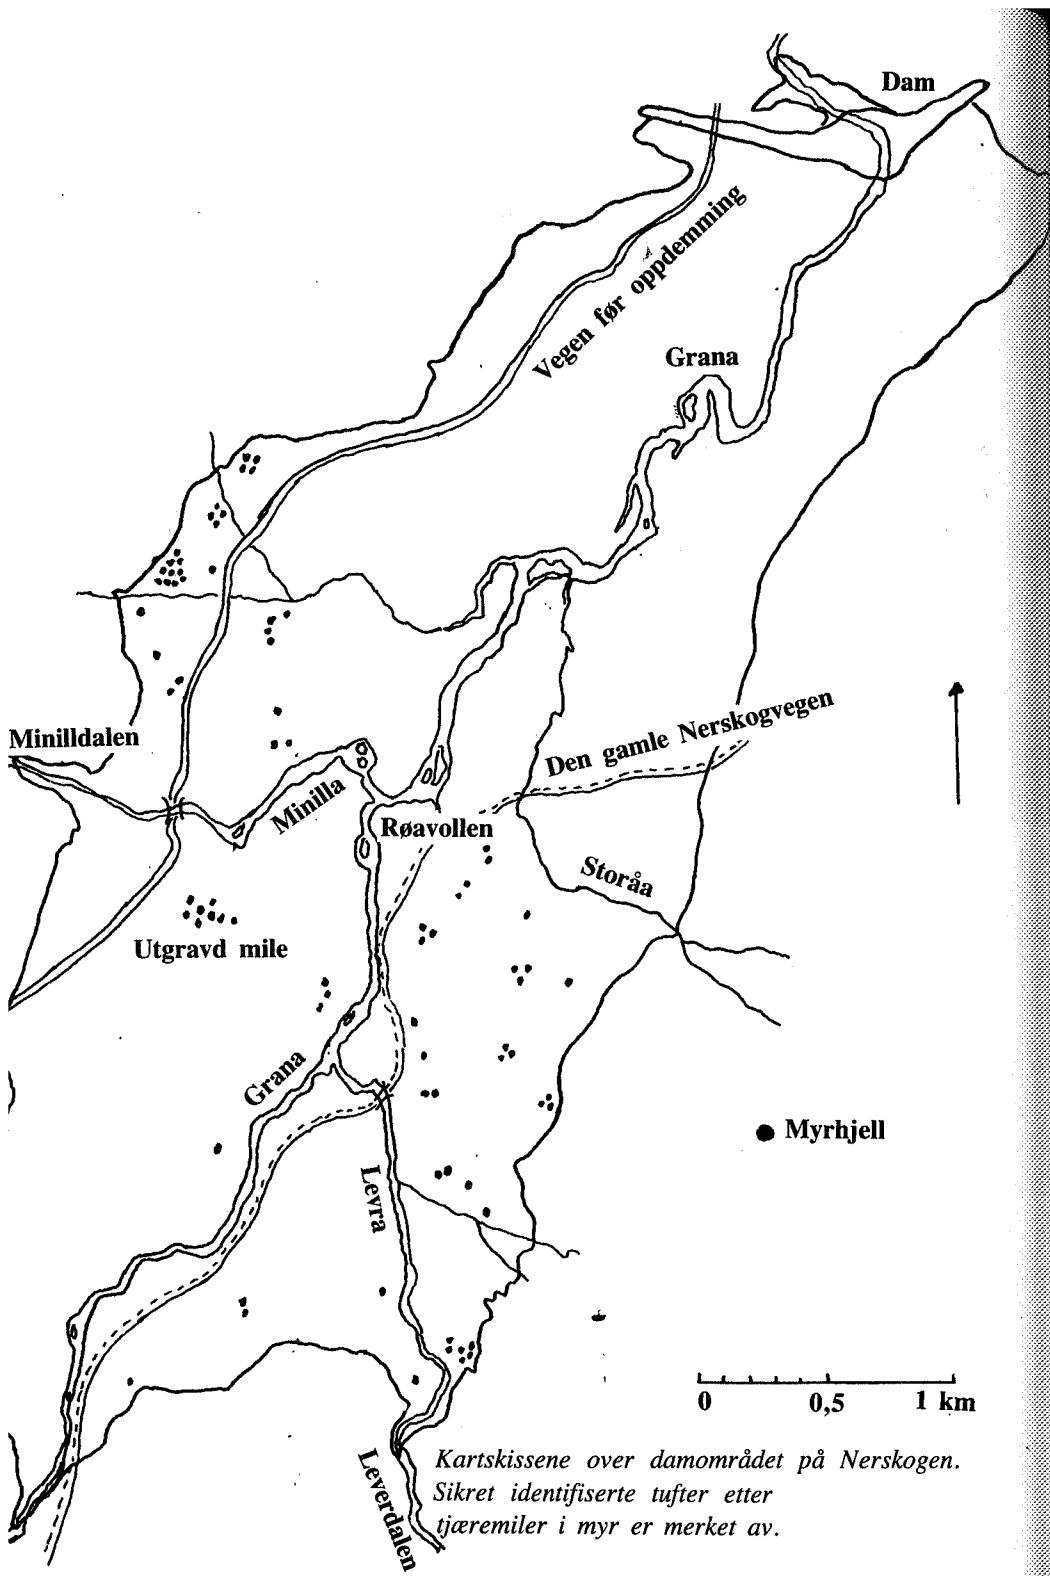 Dam
Vegen før oppdemming
Grana
Minilldalen
Den gamle Nerskogvegen
Minilla
Røavollen
Storåa
Utgravd mile
Grana
Myrhjell
Levra
0 0,5 1 km
Leverdalen
Kartskissene over damområdet på Nerskogen.
Sikret identifiserte tufter etter
tjæremiler i myr er merket av.